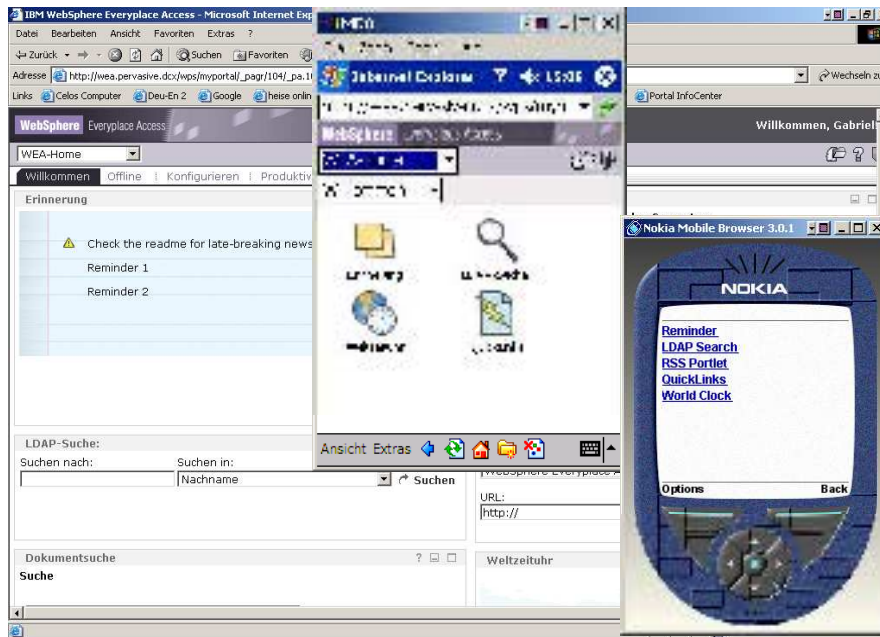 IBM WebSphere Everyplace Access - Microsoft Internet Exp
Datei Bearbeiten Ansicht Favoriten Extras ?
Zurück Suchen Favoriten
Adresse http://wea.pervasive.dcx/wps/myportal/_pagr/104/_pa.1 Wechseln zu
Links Celos Computer Deu-En 2 Google heise onlin Portal InfoCenter
WebSphere Everyplace Access
Willkommen, Gabriel
WEA-Home
Willkommen Offline Konfigurieren Produktiv
Erinnerung
Check the readme for late-breaking news
Reminder 1
Reminder 2
LDAP-Suche:
Suchen nach: Suchen in:
Nachname Suchen
Dokumentsuche ?
Suche
WebSphere Everyplace A
URL:
http://
Weltzeituhr
Internet Explorer
WebSphere
Ansicht Extras
Nokia Mobile Browser 3.0.1
NOKIA
Reminder
LDAP Search
RSS Portlet
QuickLinks
World Clock
Options Back